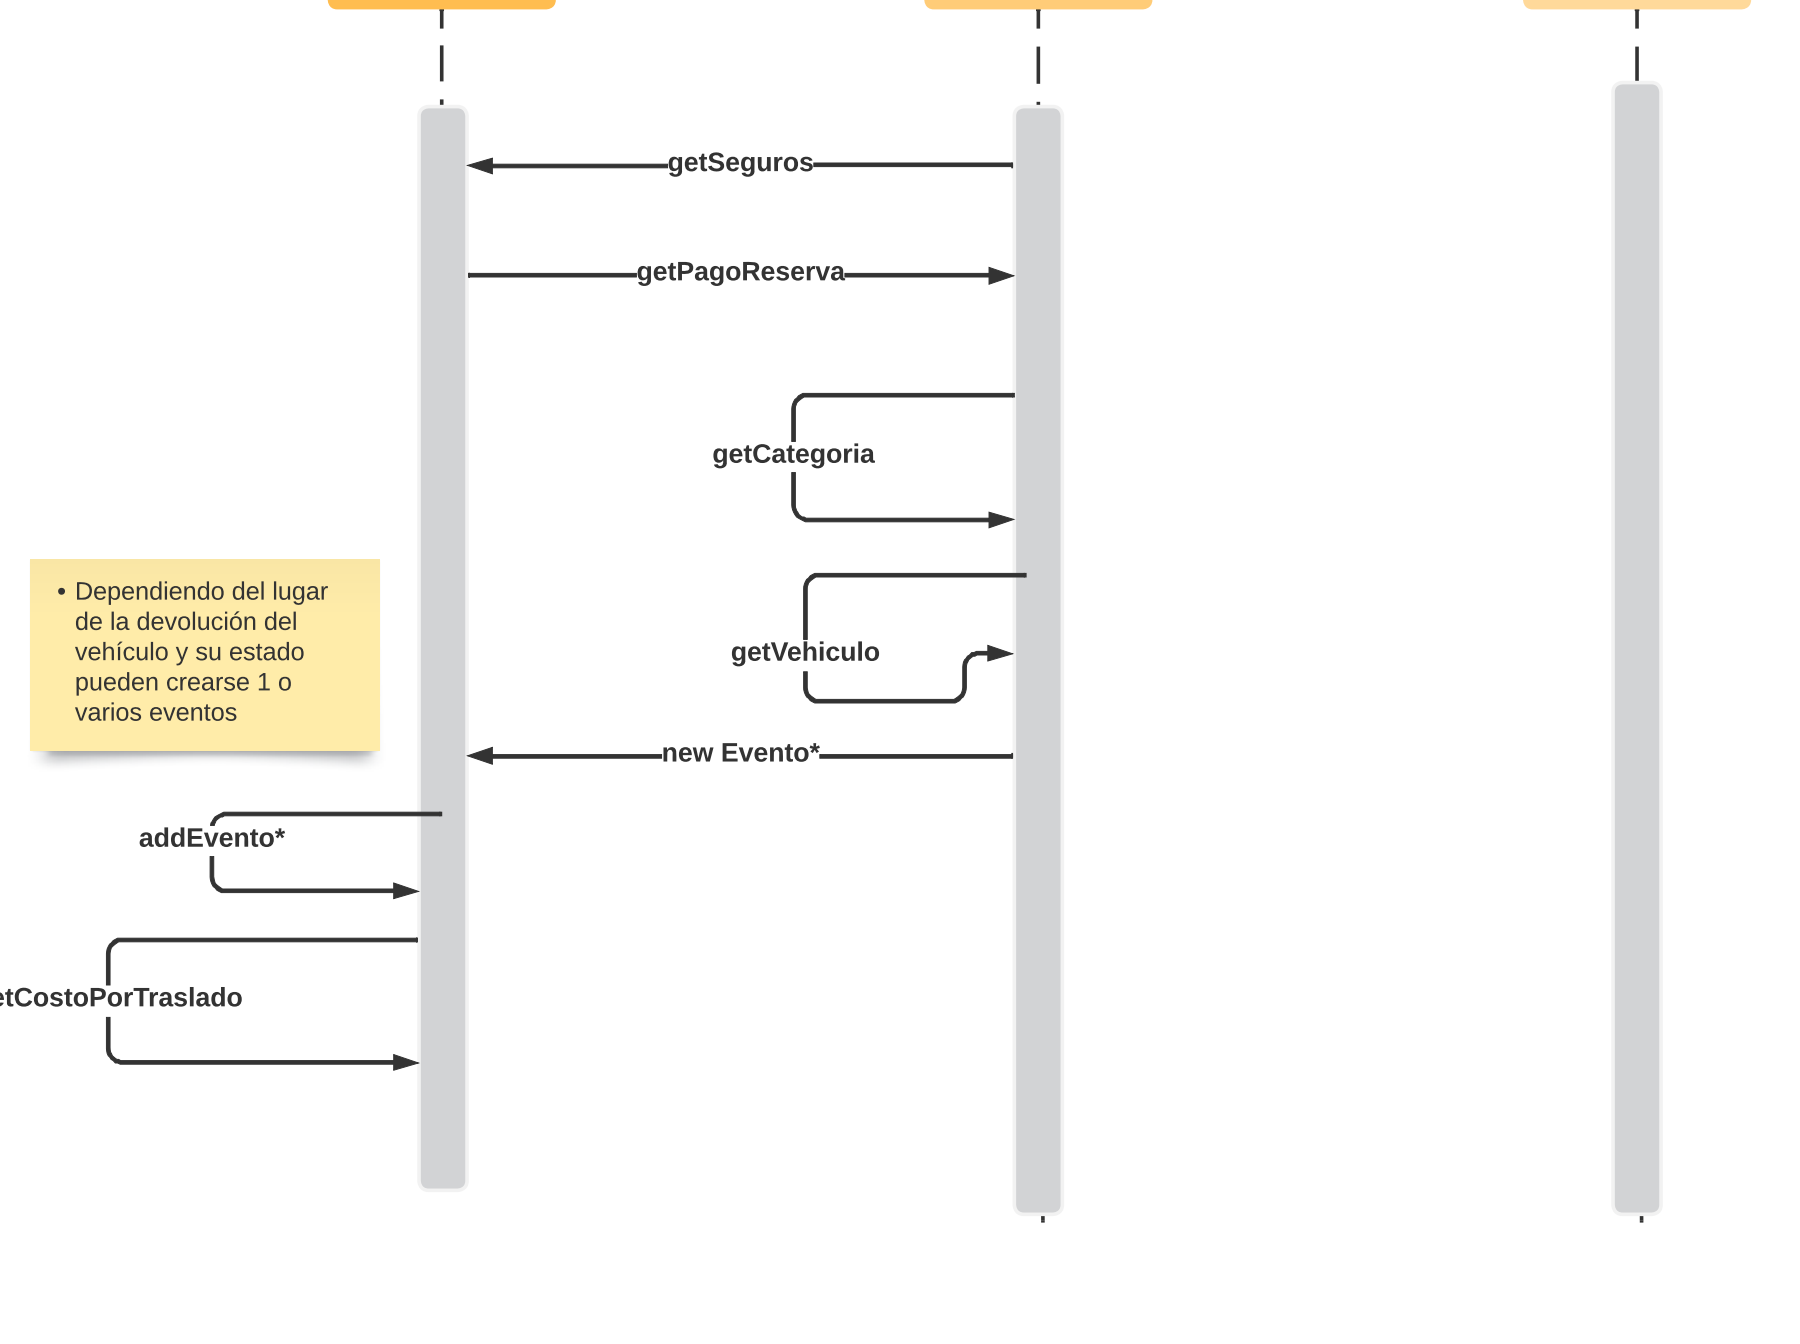 getSeguros
getPagoReserva
getCategoria
• Dependiendo del lugar
de la devolución del
vehículo y su estado
pueden crearse 1 o
varios eventos
getVehiculo
new Evento*
addEvento*
etCostoPorTraslado